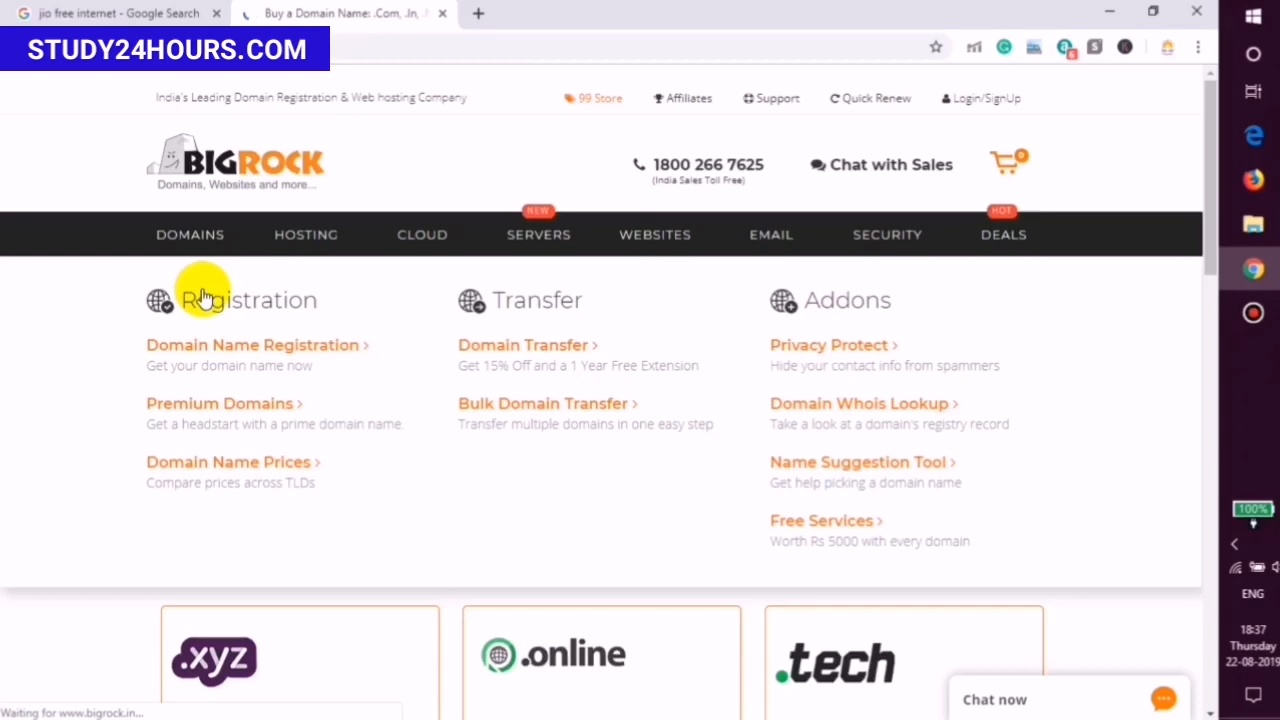 jio free internet - Google Search
Buy a Domain Name: .Com, .In, .
STUDY24HOURS.COM
India's Leading Domain Registration & Web hosting Company
99 Store
Affiliates
Support
Quick Renew
Login/SignUp
BIGROCK
Domains, Websites and more...
1800 266 7625
(India Sales Toll Free)
Chat with Sales
0
NEW
HOT
DOMAINS
HOSTING
CLOUD
SERVERS
WEBSITES
EMAIL
SECURITY
DEALS
Registration
Domain Name Registration >
Get your domain name now
Premium Domains >
Get a headstart with a prime domain name.
Domain Name Prices >
Compare prices across TLDs
Transfer
Domain Transfer >
Get 15% Off and a 1 Year Free Extension
Bulk Domain Transfer >
Transfer multiple domains in one easy step
Addons
Privacy Protect >
Hide your contact info from spammers
Domain Whois Lookup >
Take a look at a domain's registry record
Name Suggestion Tool >
Get help picking a domain name
Free Services >
Worth Rs 5000 with every domain
.xyz
.online
.tech
Chat now
Waiting for www.bigrock.in...
100%
ENG
18:37
Thursday
22-08-2019